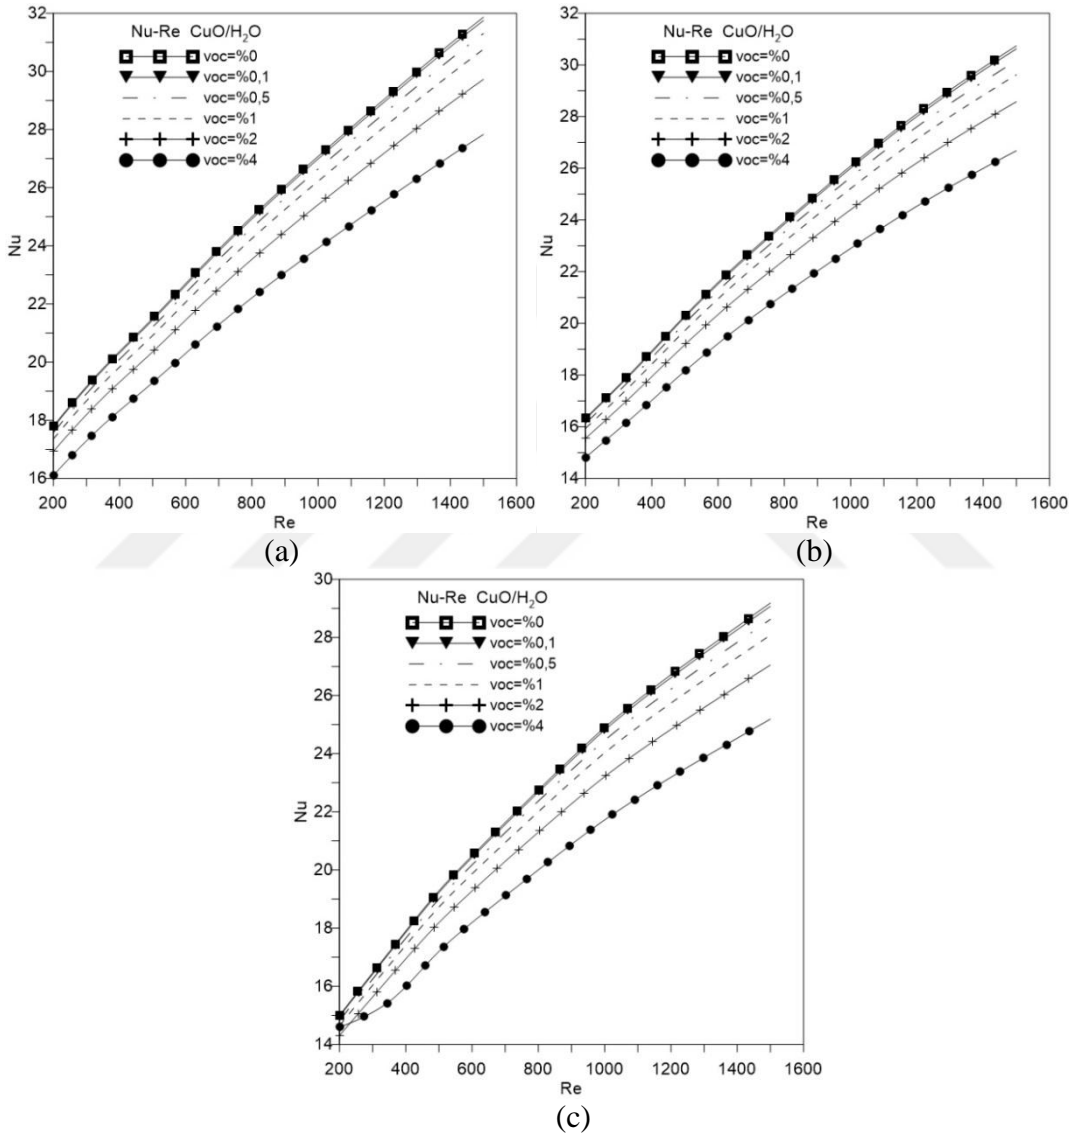 32
30
28
26
24
22
20
18
16
Nu
Nu-Re CuO/H₂O
voc=%0
voc=%0,1
voc=%0,5
voc=%1
voc=%2
voc=%4
200 400 600 800 1000 1200 1400 1600
Re
(a)
32
30
28
26
24
22
20
18
16
14
Nu
Nu-Re CuO/H₂O
voc=%0
voc=%0,1
voc=%0,5
voc=%1
voc=%2
voc=%4
200 400 600 800 1000 1200 1400 1600
Re
(b)
30
28
26
24
22
20
18
16
14
Nu
Nu-Re CuO/H₂O
voc=%0
voc=%0,1
voc=%0,5
voc=%1
voc=%2
voc=%4
200 400 600 800 1000 1200 1400 1600
Re
(c)